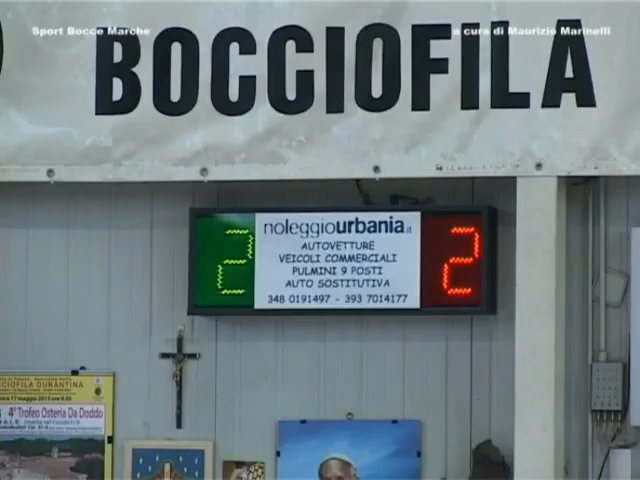 Sport Bocce Marche
a cura di Maurizio Marinelli
BOCCIOFILA
2
noleggiourbania.it
AUTOVETTURE
VEICOLI COMMERCIALI
PULMINI 9 POSTI
AUTO SOSTITUTIVA
348 0191497 - 393 7014177
2
CCIOFILA DURANTINA
4° Trofeo Osteria Da Doddo